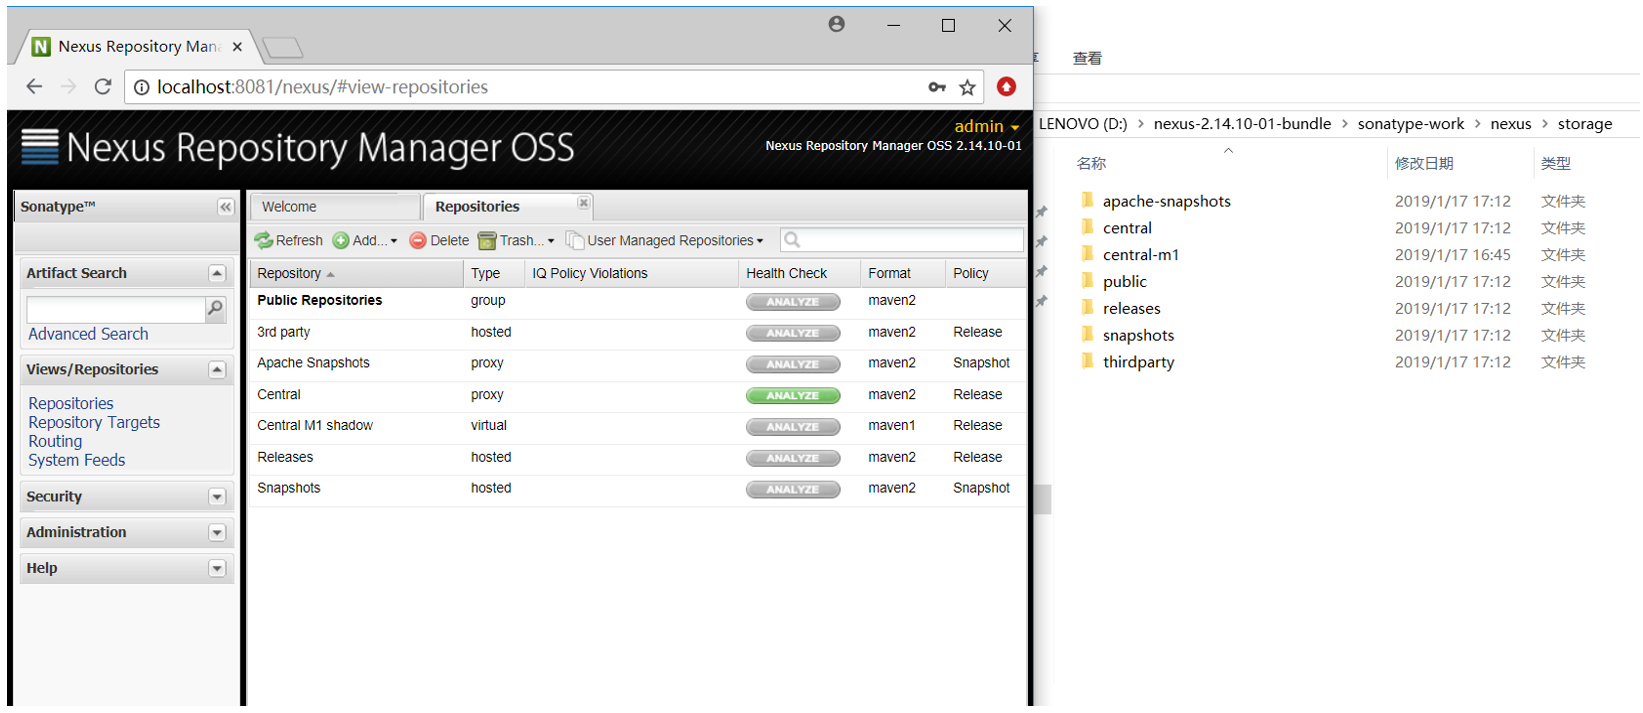 Nexus Repository Mana
localhost:8081/nexus/#view-repositories
Nexus Repository Manager OSS
admin
Nexus Repository Manager OSS 2.14.10-01
Sonatype™
Artifact Search
Advanced Search
Views/Repositories
Repositories
Repository Targets
Routing
System Feeds
Security
Administration
Help
Welcome Repositories
Refresh Add... Delete Trash... User Managed Repositories
Repository Type IQ Policy Violations Health Check Format Policy
Public Repositories group ANALYZE maven2
3rd party hosted ANALYZE maven2 Release
Apache Snapshots proxy ANALYZE maven2 Snapshot
Central proxy ANALYZE maven2 Release
Central M1 shadow virtual ANALYZE maven1 Release
Releases hosted ANALYZE maven2 Release
Snapshots hosted ANALYZE maven2 Snapshot
查看
LENOVO (D:) > nexus-2.14.10-01-bundle > sonatype-work > nexus > storage
名称 修改日期 类型
apache-snapshots 2019/1/17 17:12 文件夹
central 2019/1/17 17:12 文件夹
central-m1 2019/1/17 16:45 文件夹
public 2019/1/17 17:12 文件夹
releases 2019/1/17 17:12 文件夹
snapshots 2019/1/17 17:12 文件夹
thirdparty 2019/1/17 17:12 文件夹